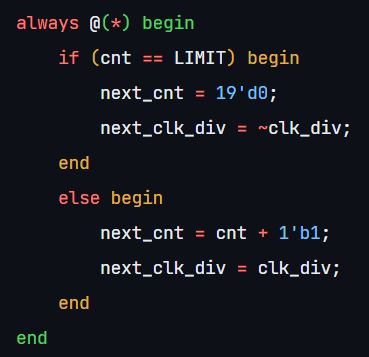 always @(*) begin
    if (cnt == LIMIT) begin
        next_cnt = 19'd0;
        next_clk_div = ~clk_div;
    end
    else begin
        next_cnt = cnt + 1'b1;
        next_clk_div = clk_div;
    end
end